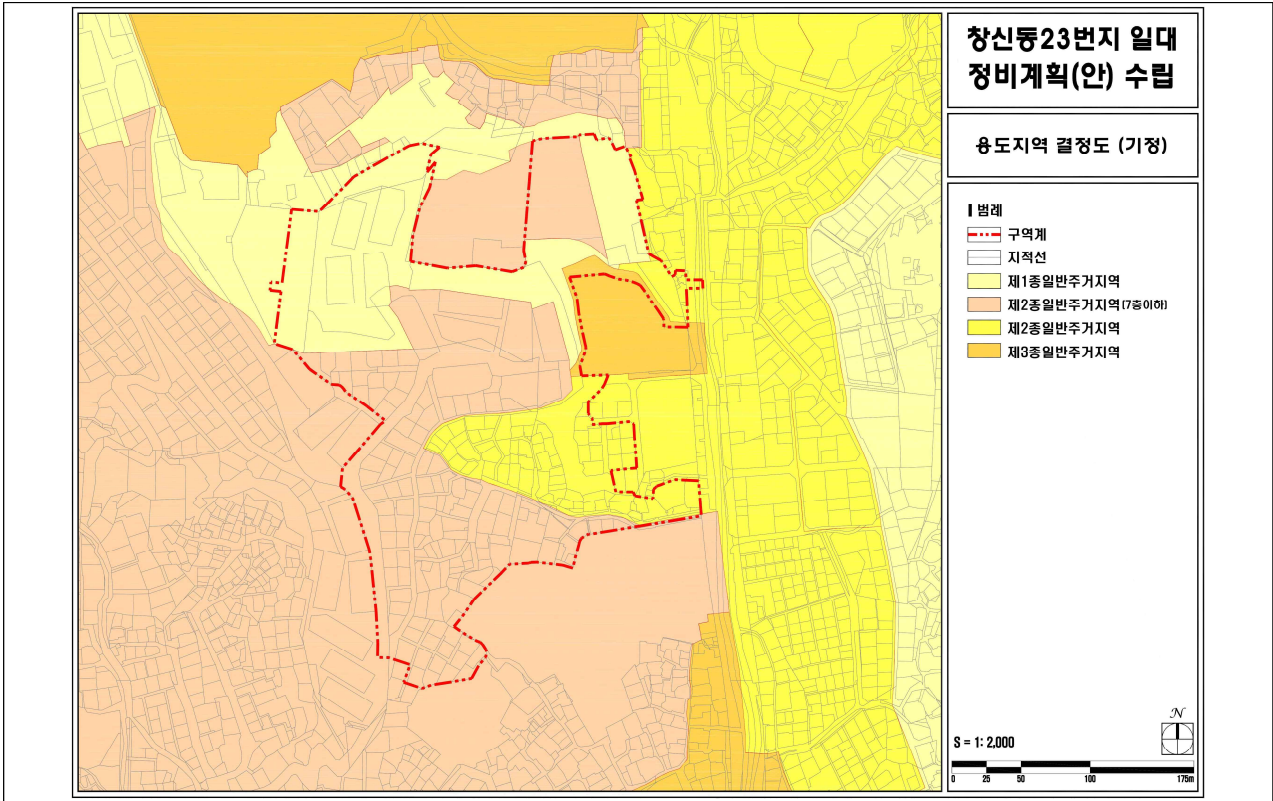 창신동23번지 일대
정비계획(안) 수립
용도지역 결정도 (기정)
범례
구역계
지적선
제1종일반주거지역
제2종일반주거지역(7층이하)
제2종일반주거지역
제3종일반주거지역
N
S = 1: 2,000
0 25 50 100 175m